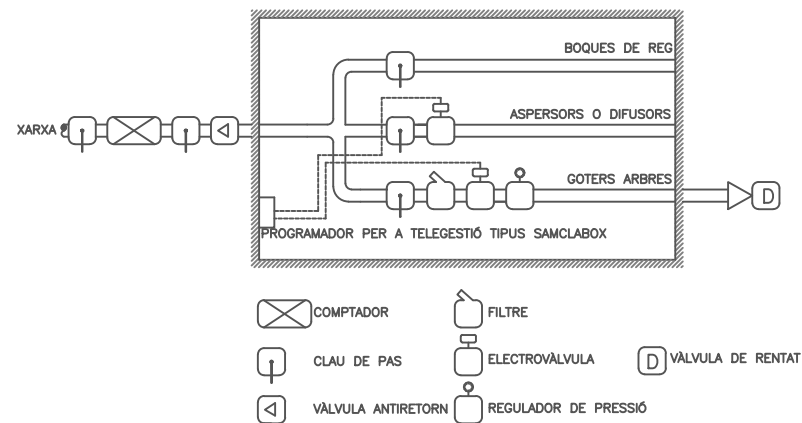 BOQUES DE REG
ASPERSORS O DIFUSORS
XARXA
GOTERS ARBRES
D
PROGRAMADOR PER A TELEGESTIÓ TIPUS SAMCLABOX
COMPTADOR
FILTRE
CLAU DE PAS
ELECTROVÀLVULA
D
VÀLVULA DE RENTAT
VÀLVULA ANTIRETORN
REGULADOR DE PRESSIÓ